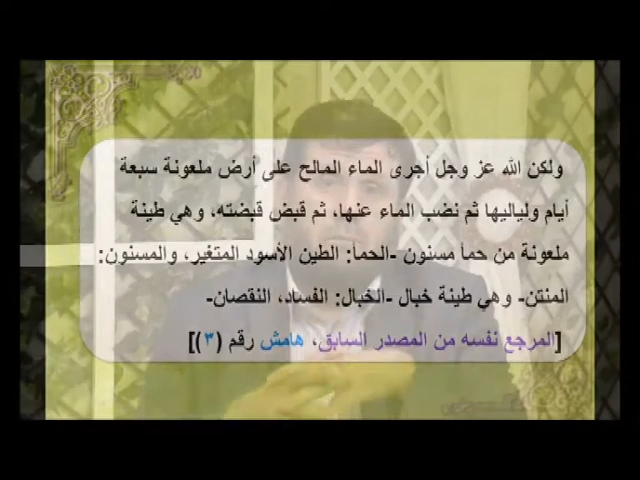 ولكن الله عز وجل أجرى الماء المالح على أرض ملعونة سبعة
أيام ولياليها ثم نضب الماء عنها، ثم قبض قبضته، وهي طينة
ملعونة من حمأ مسنون -الحمأ: الطين الأسود المتغير، والمسنون:
المنتن- وهي طينة خبال -الخبال: الفساد، النقصان-
[المرجع نفسه من المصدر السابق، هامش رقم (٣)]